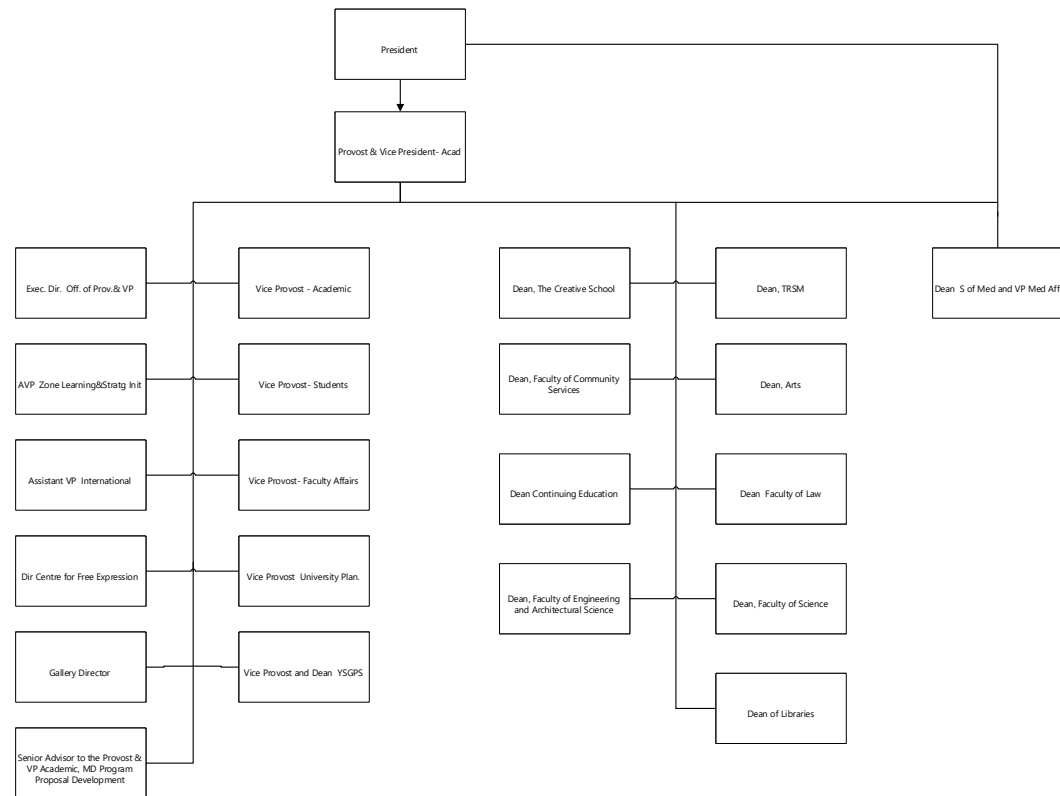 President
Provost & Vice President- Acad
Exec. Dir. Off. of Prov.& VP
Vice Provost - Academic
Dean, The Creative School
Dean, TRSM
Dean S of Med and VP Med Aff
AVP Zone Learning&Stratg Init
Vice Provost- Students
Dean, Faculty of Community
Services
Dean, Arts
Assistant VP International
Vice Provost- Faculty Affairs
Dean Continuing Education
Dean Faculty of Law
Dir Centre for Free Expression
Vice Provost University Plan.
Dean, Faculty of Engineering
and Architectural Science
Dean, Faculty of Science
Gallery Director
Vice Provost and Dean YSGPS
Dean of Libraries
Senior Advisor to the Provost &
VP Academic, MD Program
Proposal Development